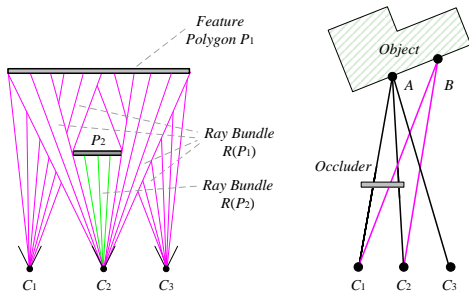 Feature
Polygon P1
P2
Ray Bundle
R(P1)
Ray Bundle
R(P2)
C1
C2
C3
Object
A
B
Occluder
C1
C2
C3